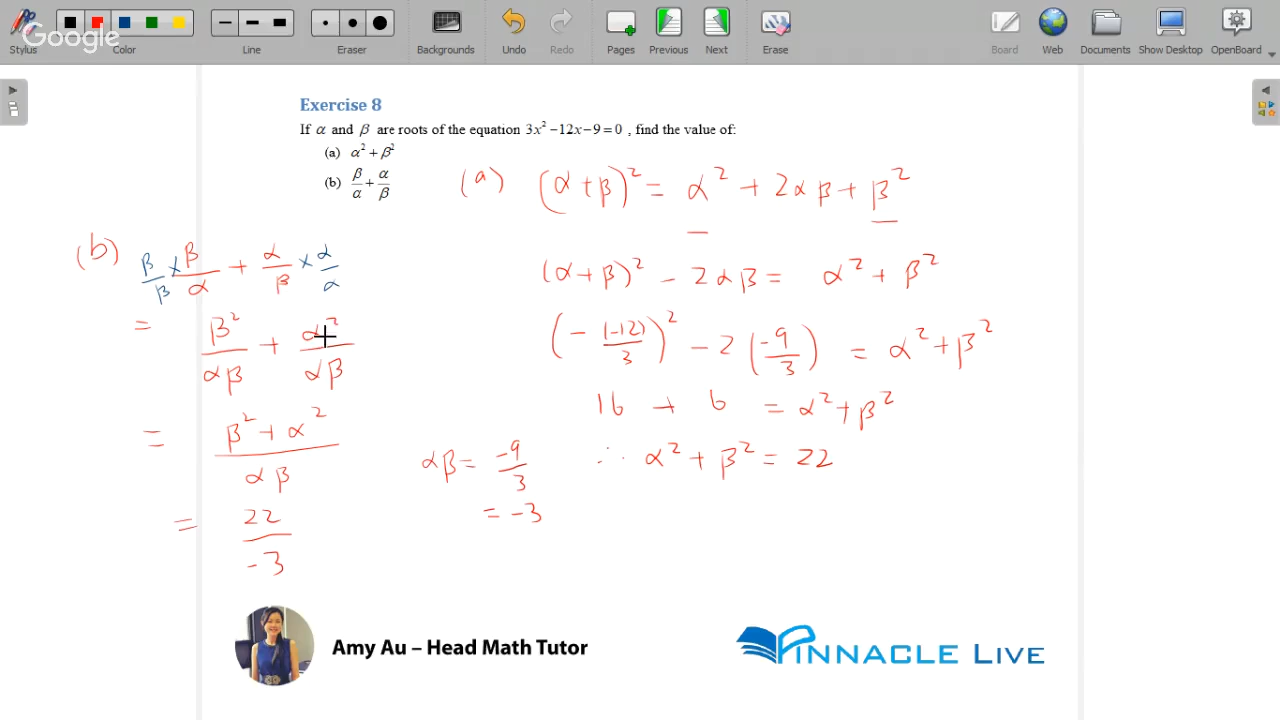 Stylus
Color
Line
Eraser
Backgrounds
Undo
Redo
Pages
Previous
Next
Erase
Board
Web
Documents
Show Desktop
OpenBoard
Google
Exercise 8
If α and β are roots of the equation 3x² −12x−9 = 0 , find the value of:
(a) α² + β²
(b) β/α + α/β
(a) (α + β)² = α² + 2αβ + β²
(α+β)² − 2αβ = α² + β²
(− (-12)/3)² − 2(-9/3) = α² + β²
16 + 6 = α² + β²
∴ α² + β² = 22
(b) β/β × β/α + α/β × α/α
= β²/αβ + α²/αβ
= β² + α²/αβ
= 22/-3
αβ = -9/3
= -3
Amy Au – Head Math Tutor
PINNACLE LIVE